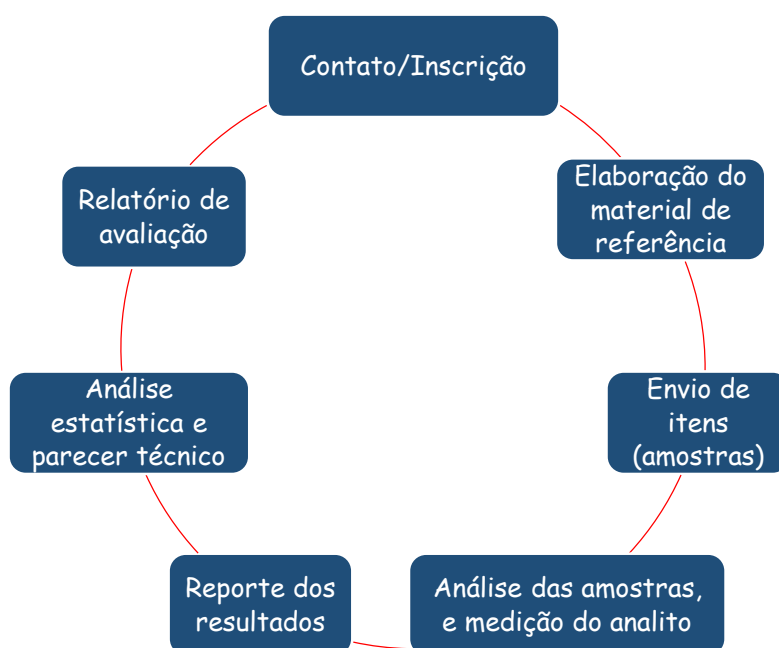 Contato/Inscrição
Elaboração do
material de
referência
Envio de
itens
(amostras)
Análise das amostras,
e medição do analito
Reporte dos
resultados
Análise
estatística e
parecer técnico
Relatório de
avaliação